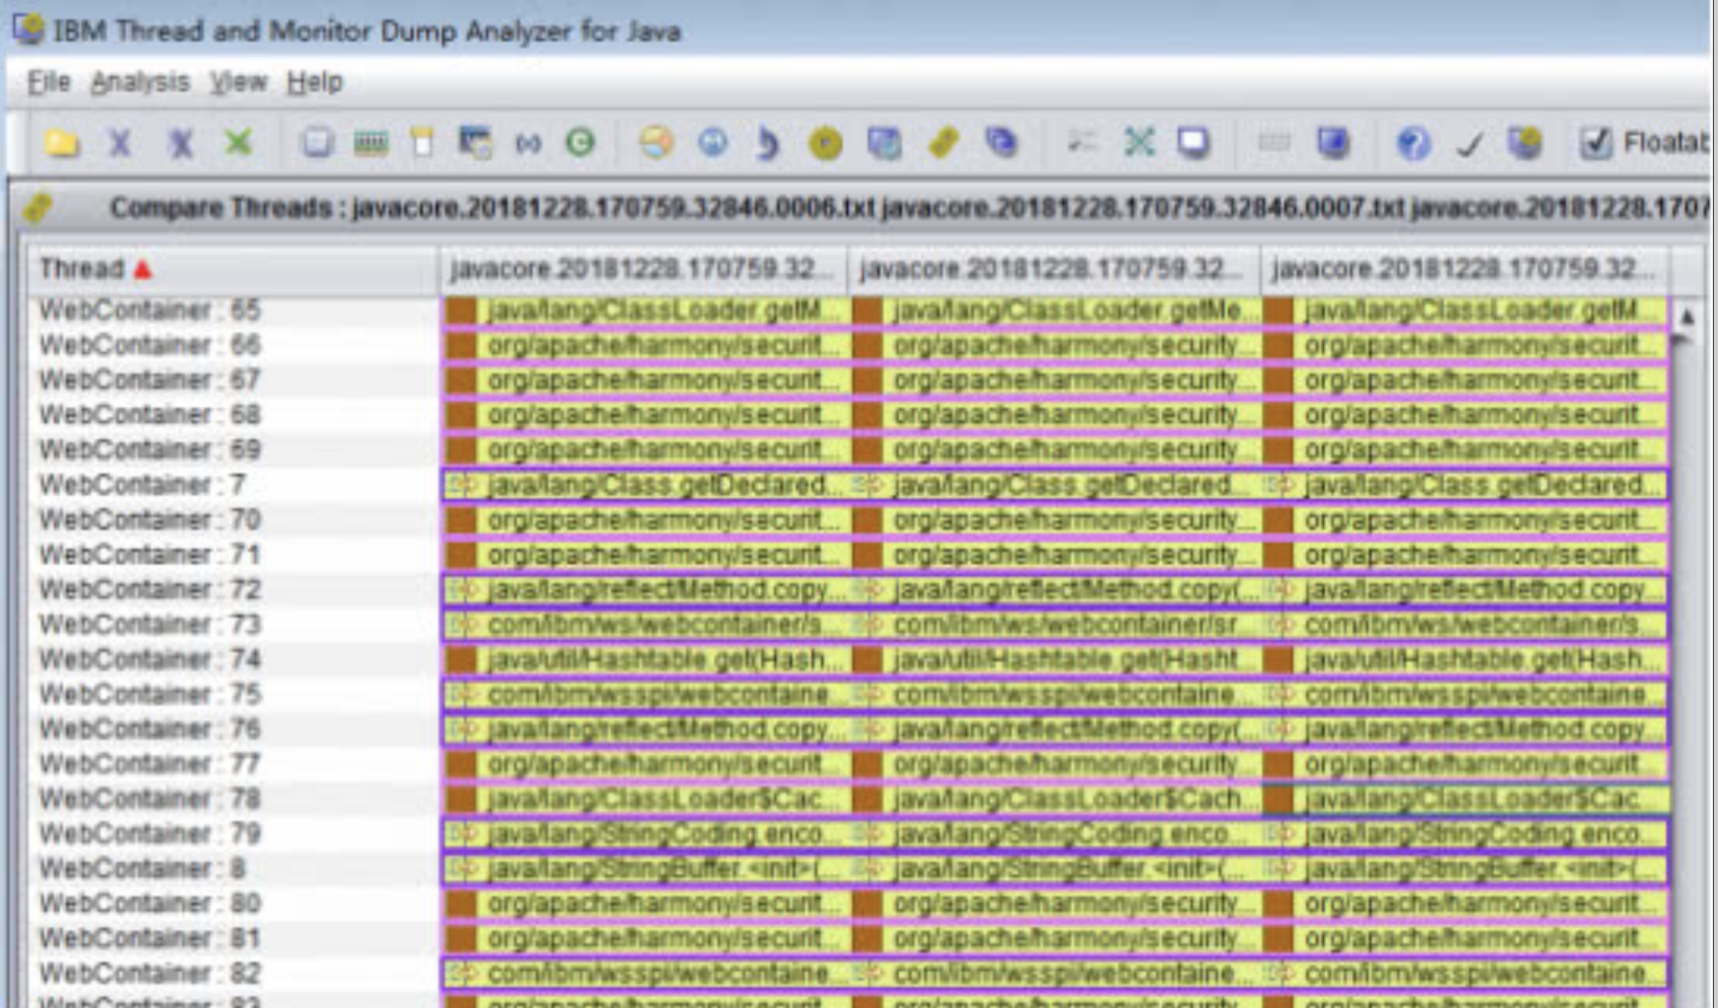 IBM Thread and Monitor Dump Analyzer for Java
File Analysis View Help
Floatab
Compare Threads : javacore.20181228.170759.32846.0006.txt javacore.20181228.170759.32846.0007.txt javacore.20181228.1707
Thread javacore.20181228.170759.32... javacore.20181228.170759.32... javacore.20181228.170759.32...
WebContainer : 65 java/lang/ClassLoader.getM... java/lang/ClassLoader.getMe... java/lang/ClassLoader.getM...
WebContainer : 66 org/apache/harmony/securit... org/apache/harmony/security... org/apache/harmony/securit...
WebContainer : 67 org/apache/harmony/securit... org/apache/harmony/security... org/apache/harmony/securit...
WebContainer : 68 org/apache/harmony/securit... org/apache/harmony/security... org/apache/harmony/securit...
WebContainer : 69 org/apache/harmony/securit... org/apache/harmony/security... org/apache/harmony/securit...
WebContainer : 7 java/lang/Class.getDeclared... java/lang/Class.getDeclared... java/lang/Class.getDeclared...
WebContainer : 70 org/apache/harmony/securit... org/apache/harmony/security... org/apache/harmony/securit...
WebContainer : 71 org/apache/harmony/securit... org/apache/harmony/security... org/apache/harmony/securit...
WebContainer : 72 java/lang/reflect/Method.copy... java/lang/reflect/Method.copy(... java/lang/reflect/Method.copy...
WebContainer : 73 com/ibm/ws/webcontainer/s... com/ibm/ws/webcontainer/sr... com/ibm/ws/webcontainer/s...
WebContainer : 74 java/util/Hashtable.get(Hash... java/util/Hashtable.get(Hasht... java/util/Hashtable.get(Hash...
WebContainer : 75 com/ibm/wsspi/webcontaine... com/ibm/wsspi/webcontaine... com/ibm/wsspi/webcontaine...
WebContainer : 76 java/lang/reflect/Method.copy... java/lang/reflect/Method.copy(... java/lang/reflect/Method.copy...
WebContainer : 77 org/apache/harmony/securit... org/apache/harmony/security... org/apache/harmony/securit...
WebContainer : 78 java/lang/ClassLoader$Cac... java/lang/ClassLoader$Cach... java/lang/ClassLoader$Cac...
WebContainer : 79 java/lang/StringCoding.enco... java/lang/StringCoding.enco... java/lang/StringCoding.enco...
WebContainer : 8 java/lang/StringBuffer.<init>(... java/lang/StringBuffer.<init>(... java/lang/StringBuffer.<init>(...
WebContainer : 80 org/apache/harmony/securit... org/apache/harmony/security... org/apache/harmony/securit...
WebContainer : 81 org/apache/harmony/securit... org/apache/harmony/security... org/apache/harmony/securit...
WebContainer : 82 com/ibm/wsspi/webcontaine... com/ibm/wsspi/webcontaine... com/ibm/wsspi/webcontaine...
WebContainer : 83 org/apache/harmony/securit... org/apache/harmony/security... org/apache/harmony/securit...